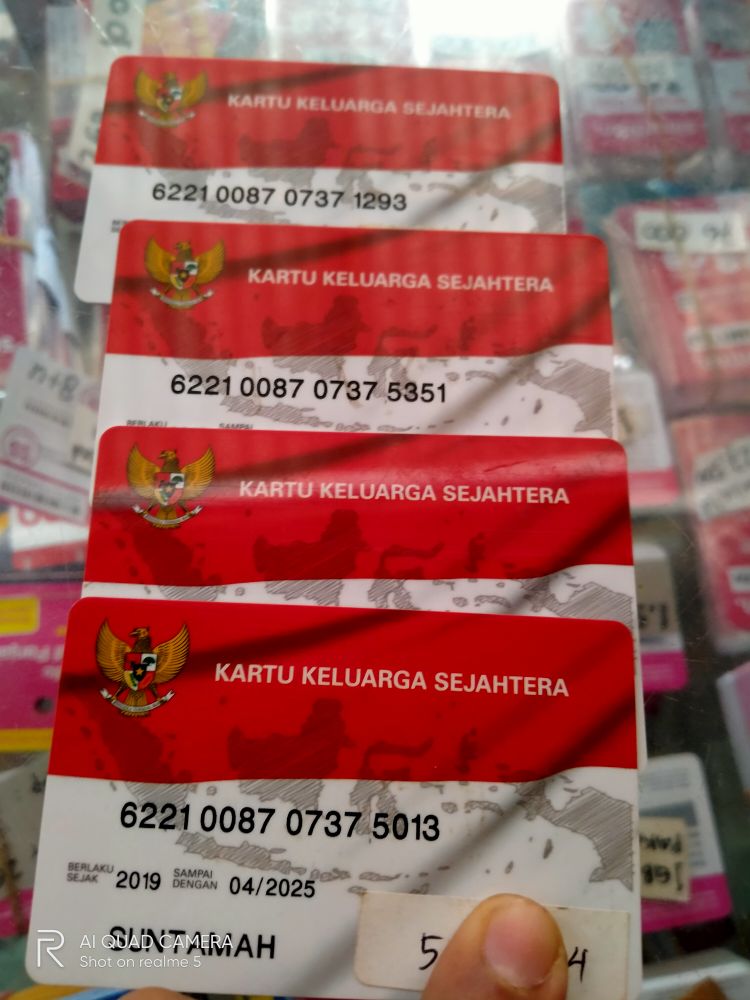 KARTU KELUARGA SEJAHTERA
6221 0087 0737 1293
KARTU KELUARGA SEJAHTERA
6221 0087 0737 5351
BERLAKU SAMPAI
KARTU KELUARGA SEJAHTERA
KARTU KELUARGA SEJAHTERA
6221 0087 0737 5013
BERLAKU SEJAK 2019 SAMPAI DENGAN 04/2025
SUNTAMAH
AI QUAD CAMERA
Shot on realme 5